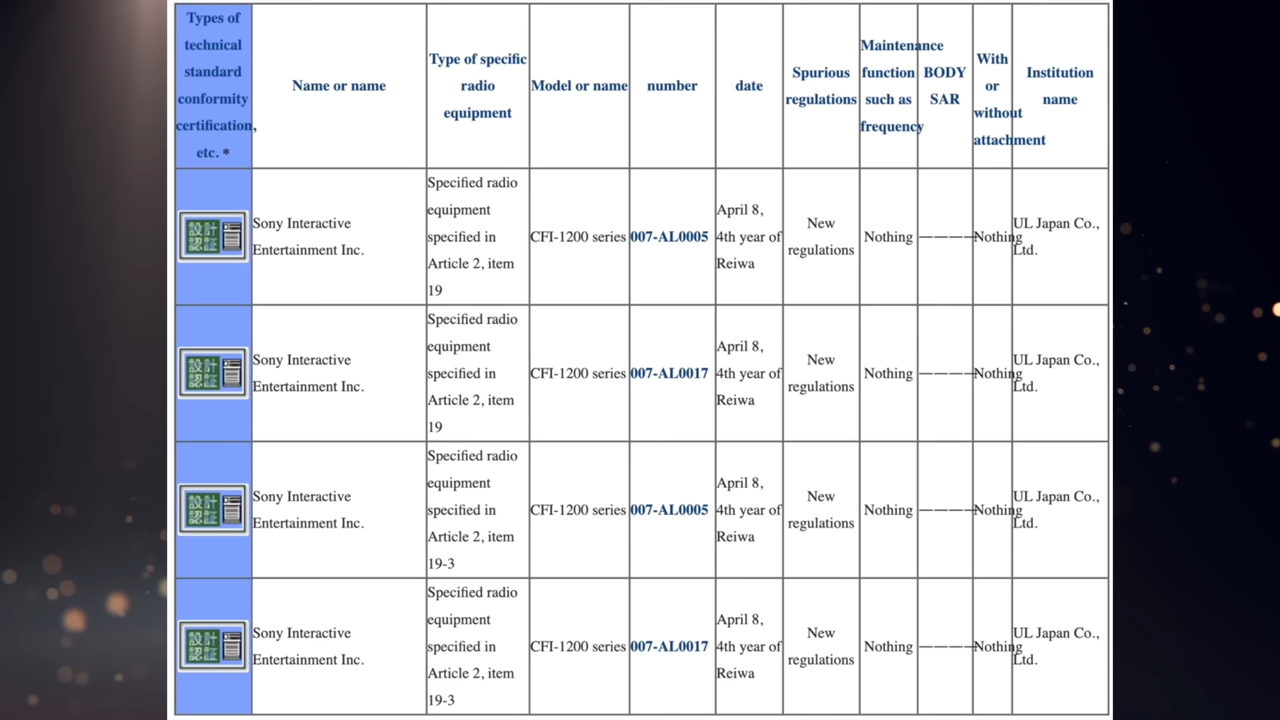 Types of
technical
standard
conformity
certification,
etc. *
Name or name
Type of specific
radio
equipment
Model or name
number
date
Spurious
regulations
Maintenance
function
such as
frequency
BODY
SAR
With
or
without
attachment
Institution
name
Sony Interactive
Entertainment Inc.
Specified radio
equipment
specified in
Article 2, item
19
CFI-1200 series
007-AL0005
April 8,
4th year of
Reiwa
New
regulations
Nothing
————
Nothing
UL Japan Co.,
Ltd.
Sony Interactive
Entertainment Inc.
Specified radio
equipment
specified in
Article 2, item
19
CFI-1200 series
007-AL0017
April 8,
4th year of
Reiwa
New
regulations
Nothing
————
Nothing
UL Japan Co.,
Ltd.
Sony Interactive
Entertainment Inc.
Specified radio
equipment
specified in
Article 2, item
19-3
CFI-1200 series
007-AL0005
April 8,
4th year of
Reiwa
New
regulations
Nothing
————
Nothing
UL Japan Co.,
Ltd.
Sony Interactive
Entertainment Inc.
Specified radio
equipment
specified in
Article 2, item
19-3
CFI-1200 series
007-AL0017
April 8,
4th year of
Reiwa
New
regulations
Nothing
————
Nothing
UL Japan Co.,
Ltd.